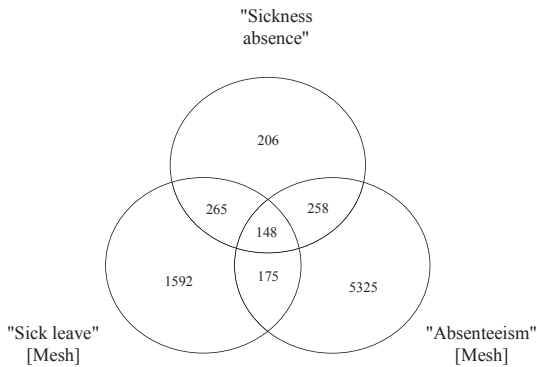 "Sickness
absence"
206
265
258
148
1592
175
5325
"Sick leave"
[Mesh]
"Absenteeism"
[Mesh]